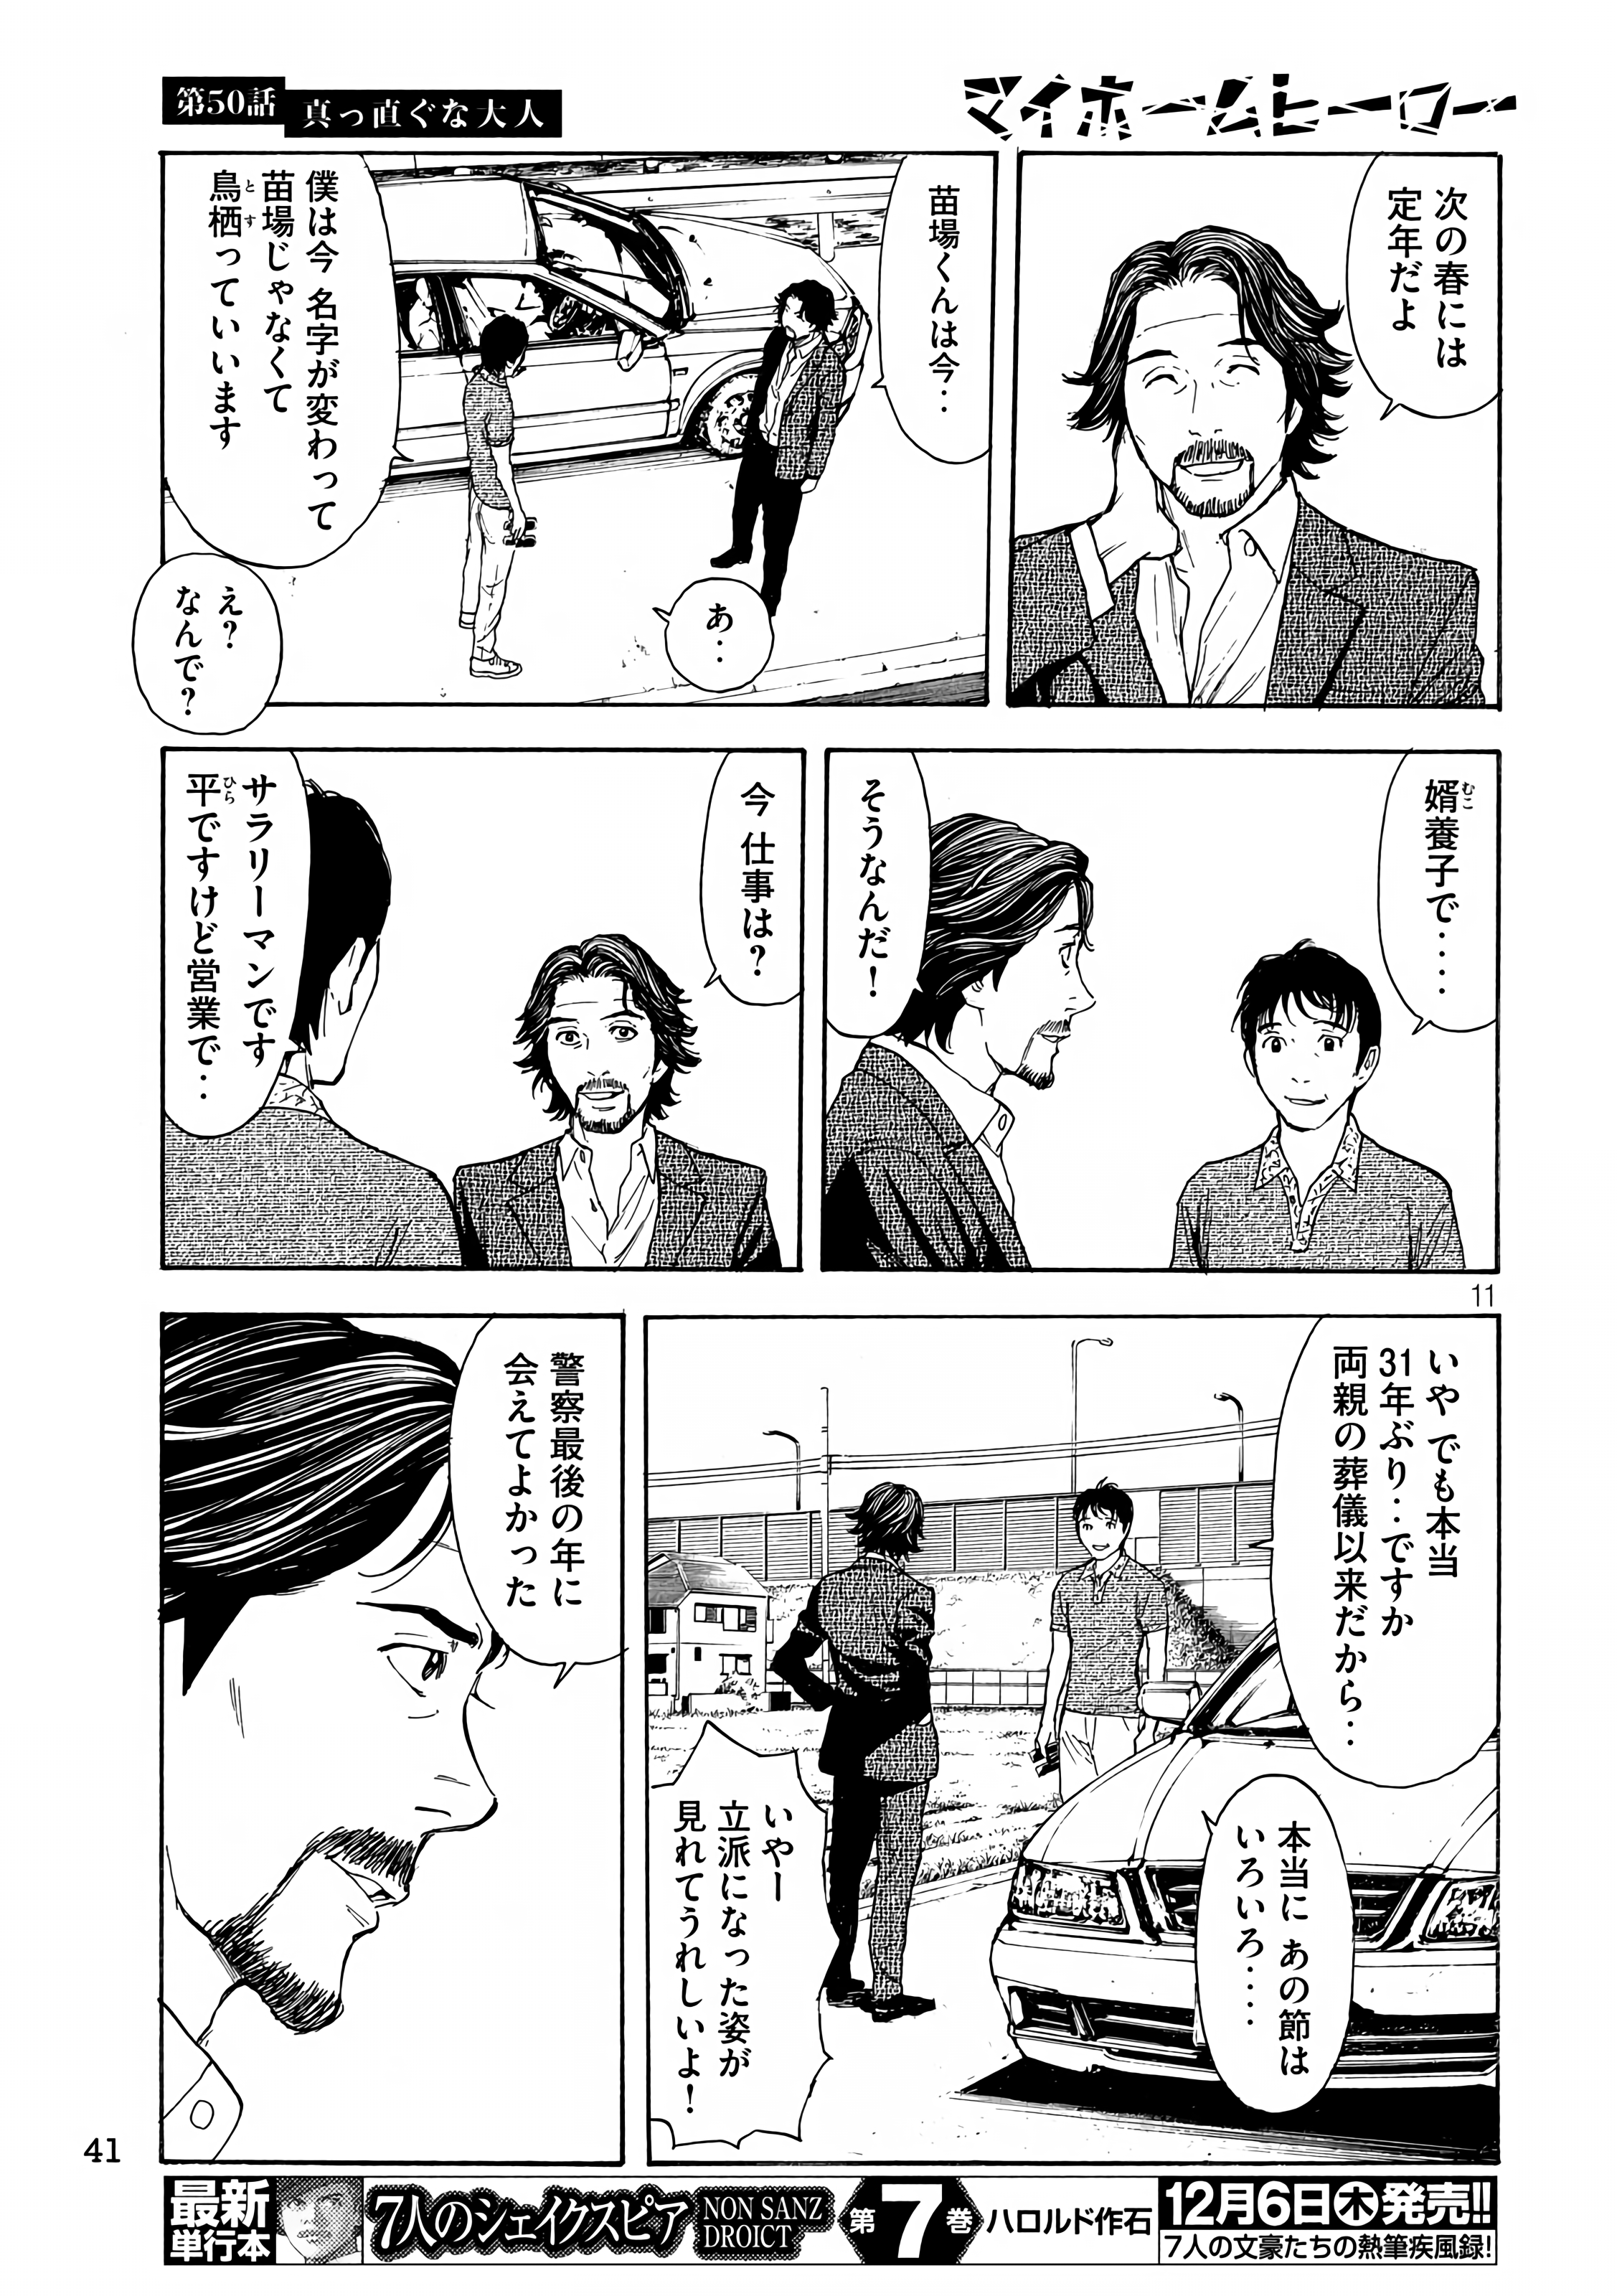 第50話
真っ直ぐな大人
マイホームヒーロー
次の春には
定年だよ
苗場くんは今‥
あ‥
僕は今 名字が変わって
苗場じゃなくて
鳥栖っていいます
とす
え?
なんで?
婿養子で‥‥‥
むこ
そうなんだ!
今 仕事は?
サラリーマンです
平ですけど営業で‥
ひら
11
いや でも本当
31年ぶり‥ですか
両親の葬儀以来だから‥
本当に あの節は
いろいろ‥‥
いやー
立派になった姿が
見れてうれしいよ!
警察最後の年に
会えてよかった
41
最新
単行本
7人のシェイクスピア
NON SANZ
DROICT
第7巻
ハロルド作石
12月6日木発売!!
7人の文豪たちの熱筆疾風録!